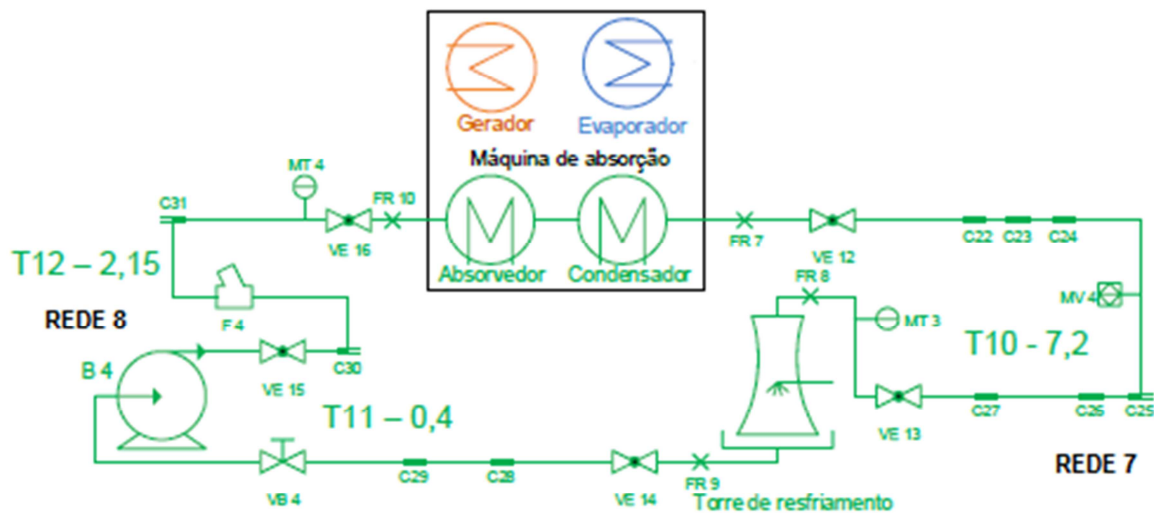 Gerador
Evaporador
Máquina de absorção
MT 4
C31
FR 10
VE 16
FR 7
VE 12
C22
C23
C24
Absorvedor
Condensador
T12 – 2,15
FR 8
MV 4
REDE 8
F 4
MT 3
T10 - 7,2
B 4
VE 15
C30
C27
C26
C25
T11 – 0,4
VE 13
REDE 7
VB 4
C29
C28
VE 14
FR 9
Torre de resfriamento